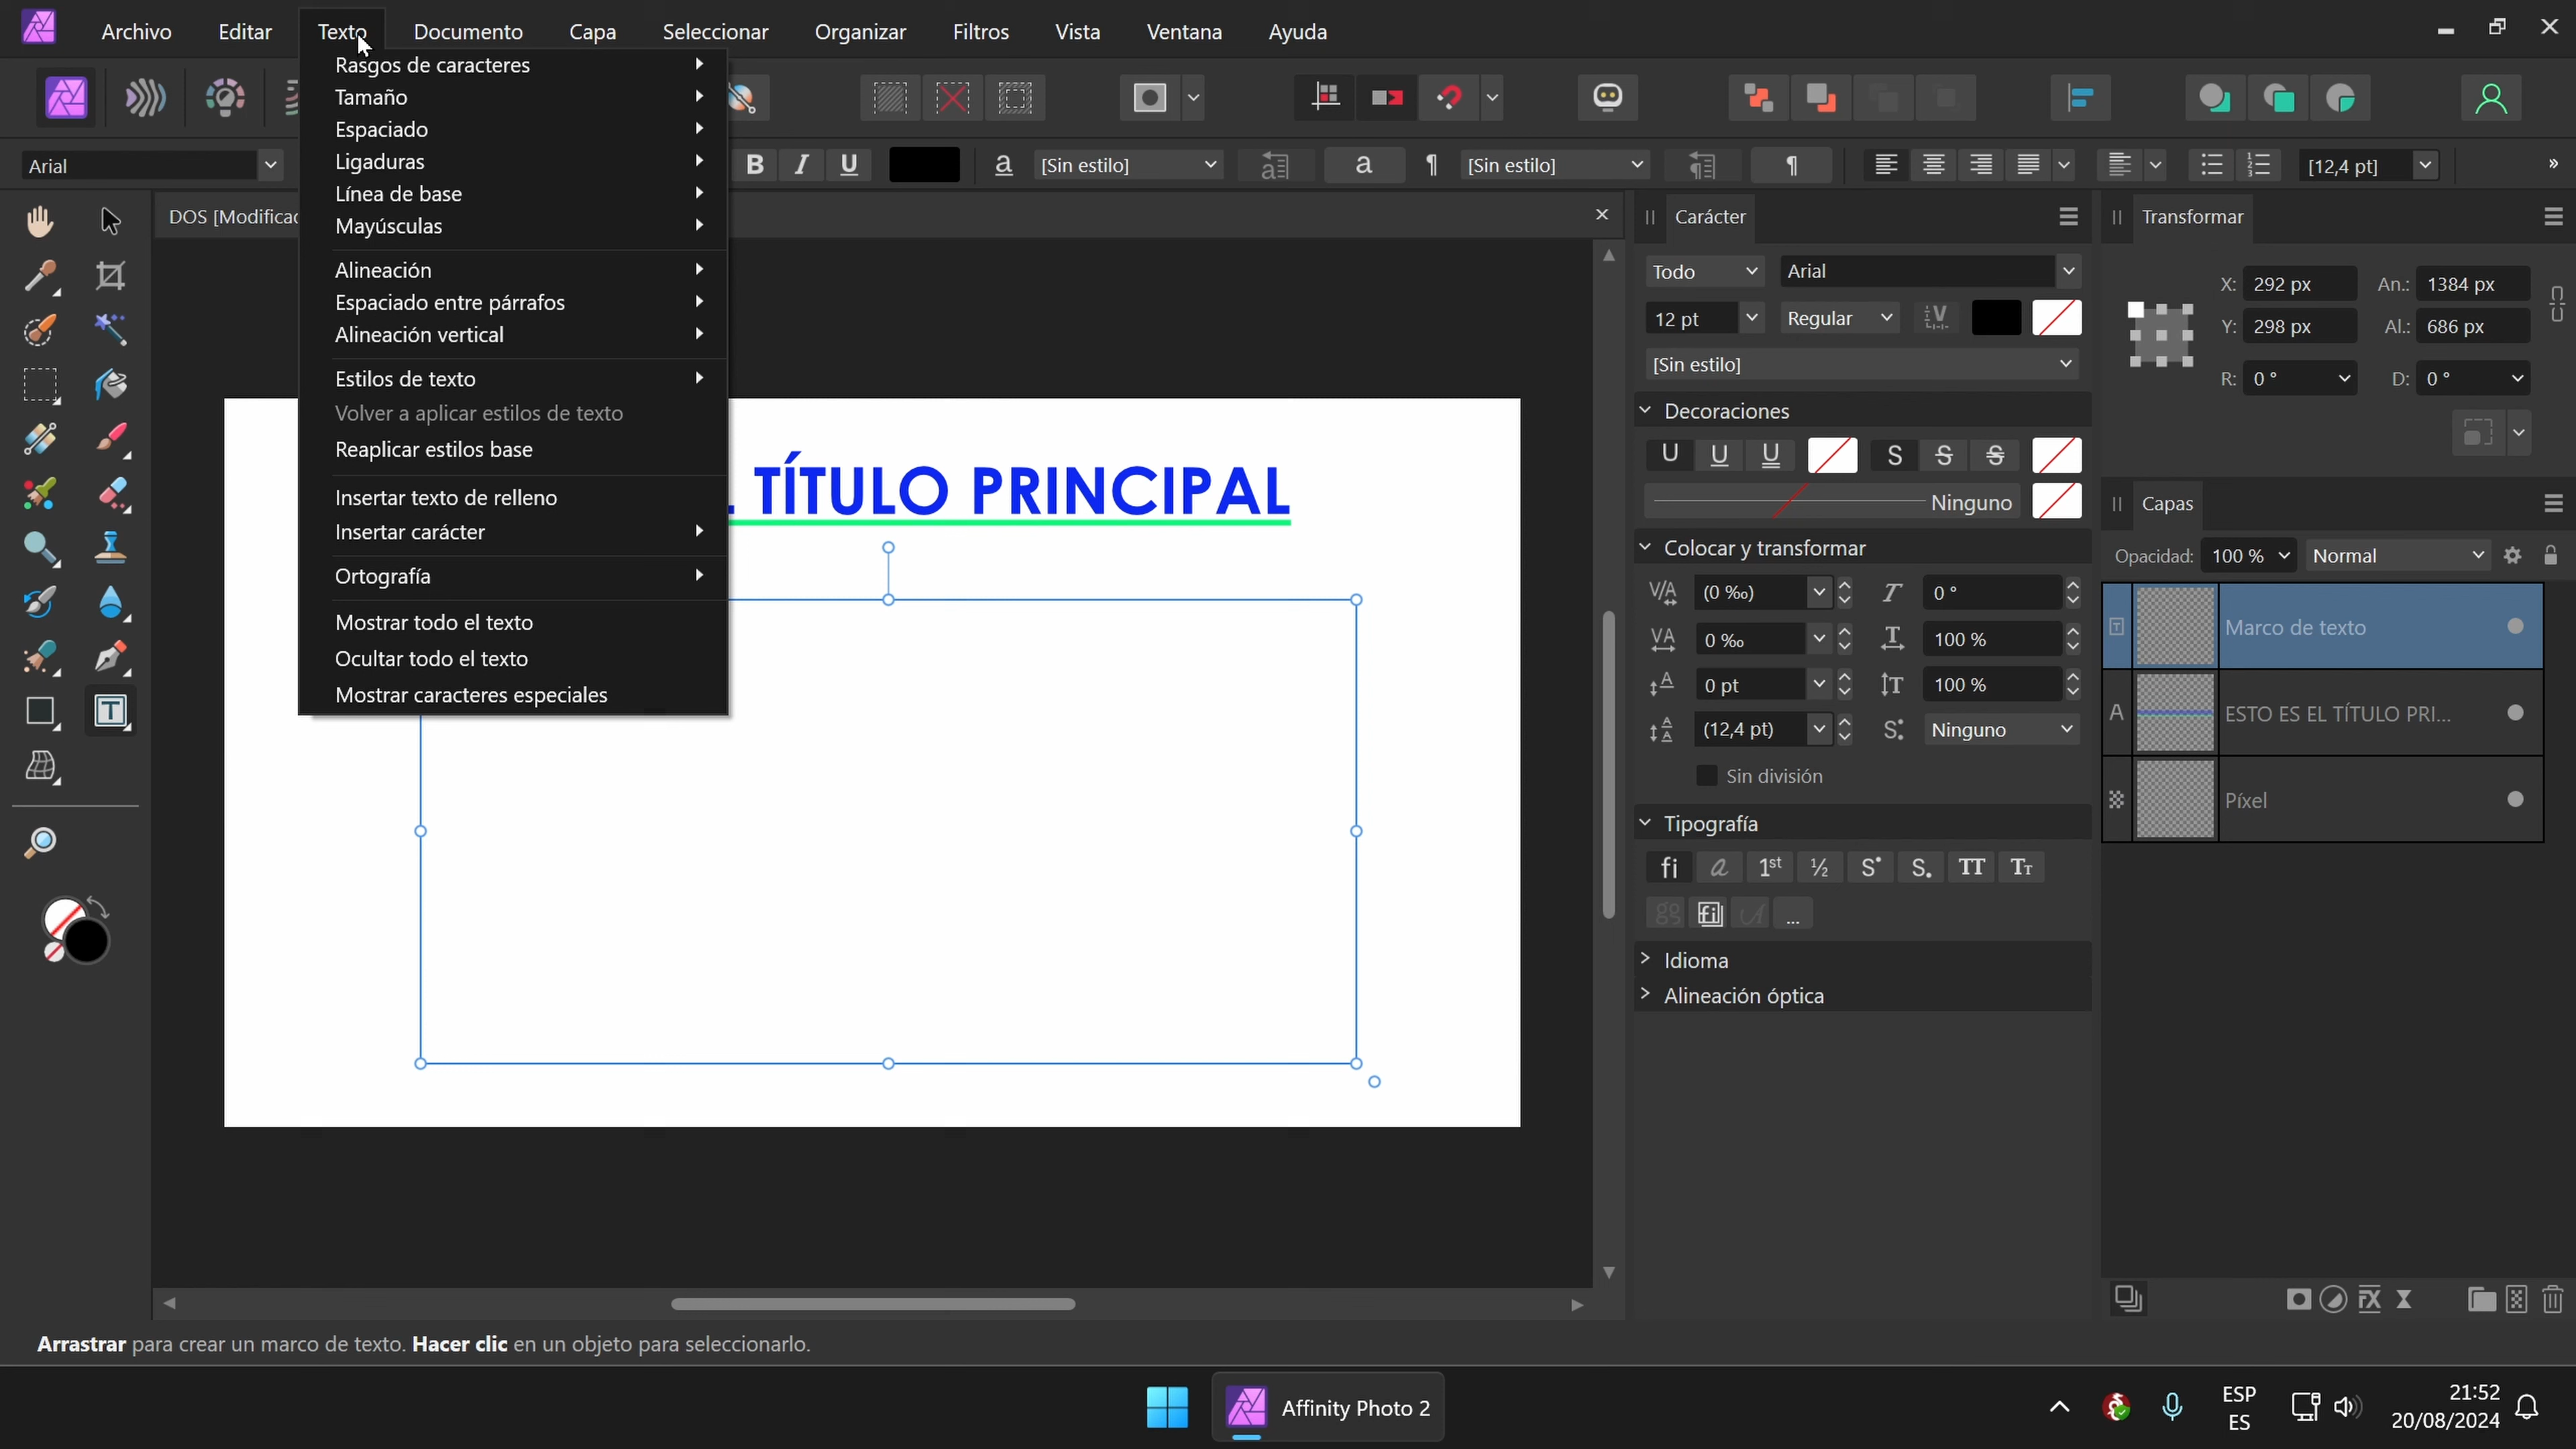 Archivo Editar Texto Documento Capa Seleccionar Organizar Filtros Vista Ventana Ayuda
Arial B I U a [Sin estilo] a ¶ [Sin estilo] ¶ [12,4 pt] »
DOS [Modificad
Rasgos de caracteres
Tamaño
Espaciado
Ligaduras
Línea de base
Mayúsculas
Alineación
Espaciado entre párrafos
Alineación vertical
Estilos de texto
Volver a aplicar estilos de texto
Reaplicar estilos base
Insertar texto de relleno
Insertar carácter
Ortografía
Mostrar todo el texto
Ocultar todo el texto
Mostrar caracteres especiales
TÍTULO PRINCIPAL
Carácter
Todo Arial
12 pt Regular
[Sin estilo]
Decoraciones
U U U S S S
Ninguno
Colocar y transformar
(0 ‰) 0 °
0 ‰ 100 %
0 pt 100 %
(12,4 pt) Ninguno
Sin división
Tipografía
fi a 1st ½ S S TT TT
...
Idioma
Alineación óptica
Transformar
X: 292 px An.: 1384 px
Y: 298 px Al.: 686 px
R: 0 ° D: 0 °
Capas
Opacidad: 100 % Normal
Marco de texto
A ESTO ES EL TÍTULO PRI...
Píxel
Arrastrar para crear un marco de texto. Hacer clic en un objeto para seleccionarlo.
Affinity Photo 2
ESP
ES
21:52
20/08/2024